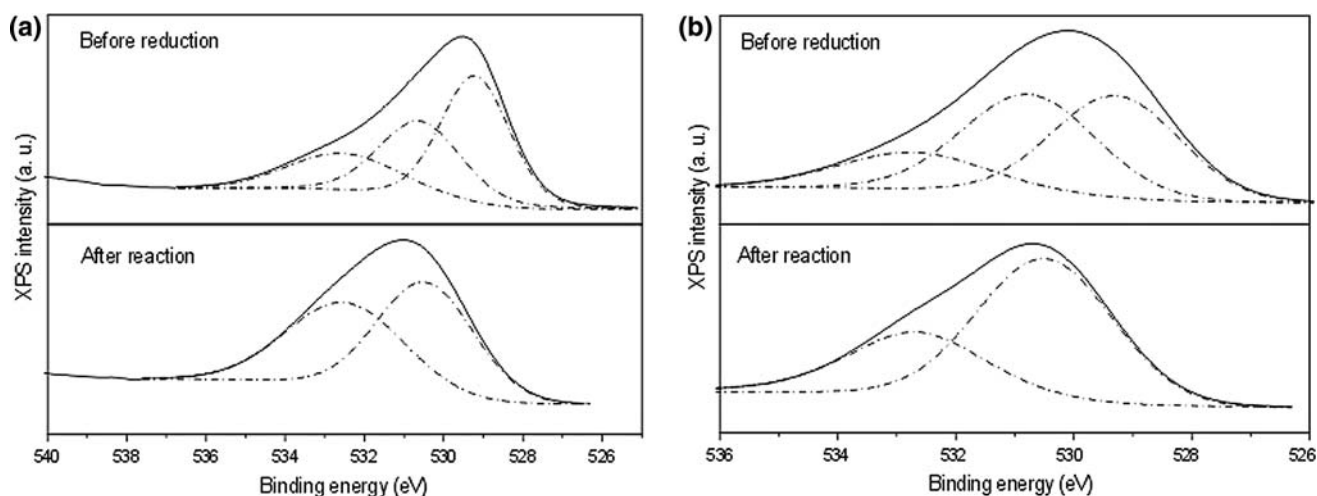 (a)
Before reduction
After reaction
XPS intensity (a. u.)
540 538 536 534 532 530 528 526
Binding energy (eV)
(b)
Before reduction
After reaction
XPS intensity (a. u.)
536 534 532 530 528 526
Binding energy (eV)